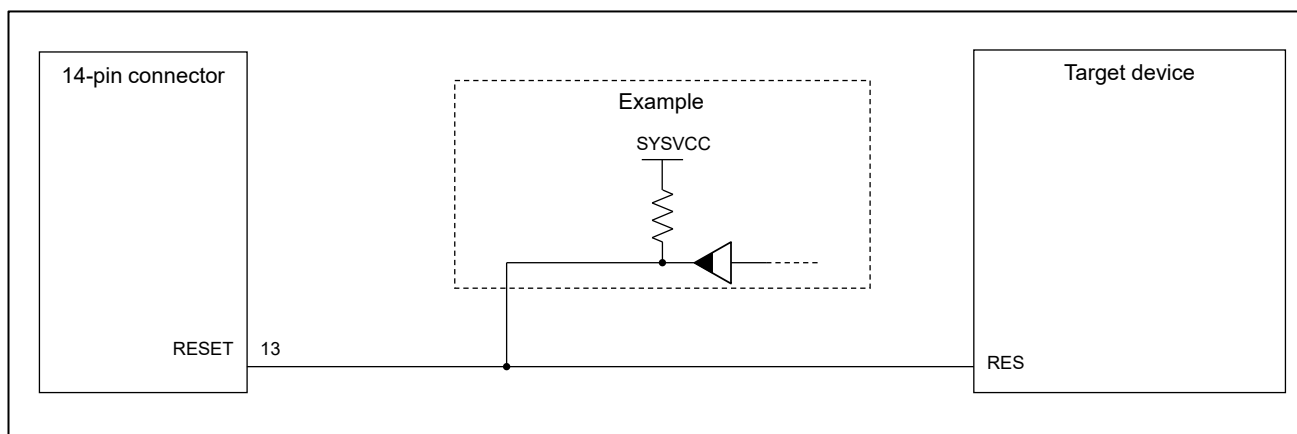 14-pin connector
Target device
Example
SYSVCC
RESET 13
RES